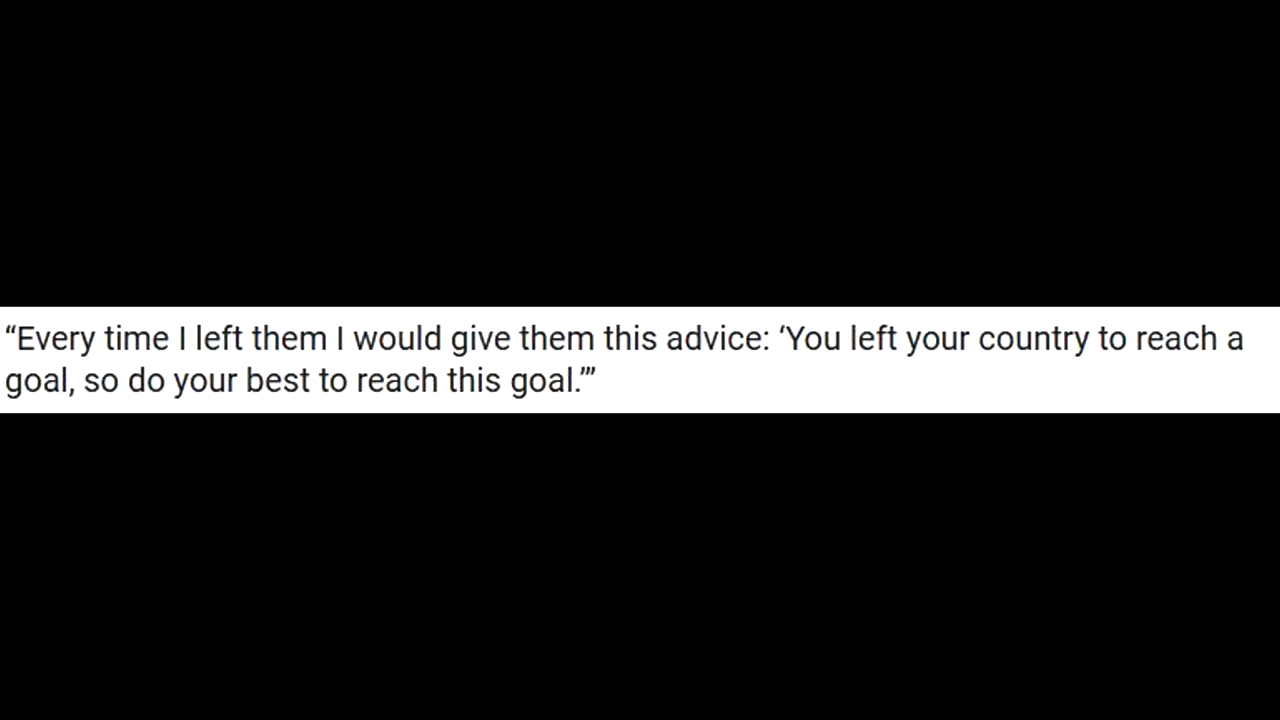 “Every time I left them I would give them this advice: ‘You left your country to reach a
goal, so do your best to reach this goal.’”